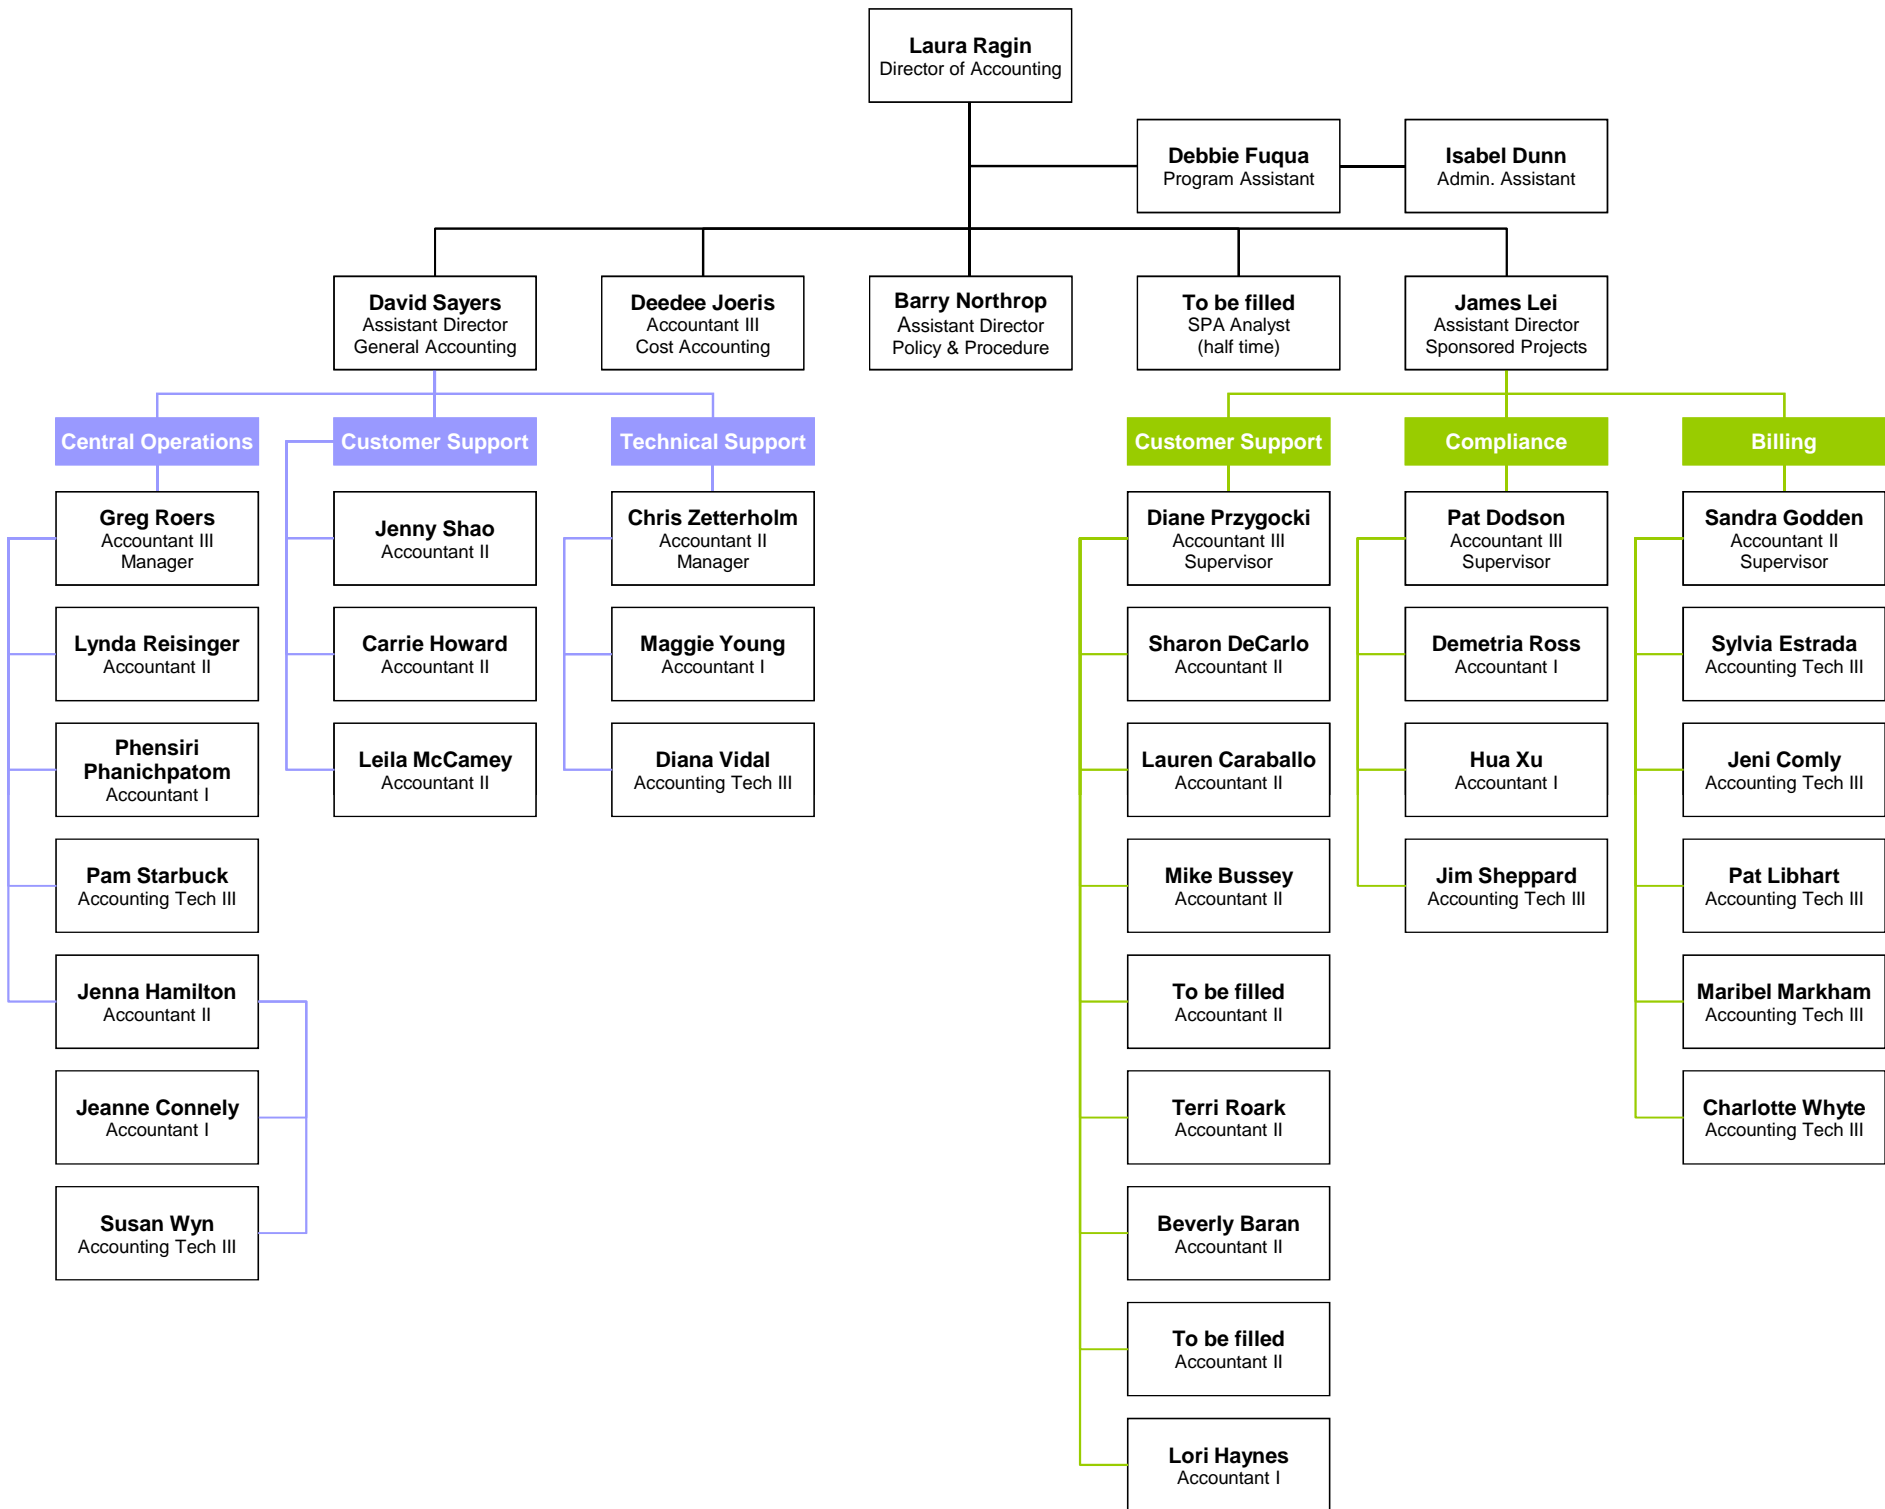 Laura Ragin
Director of Accounting
Debbie Fuqua
Program Assistant
Isabel Dunn
Admin. Assistant
David Sayers
Assistant Director
General Accounting
Deedee Joeris
Accountant III
Cost Accounting
Barry Northrop
Assistant Director
Policy & Procedure
To be filled
SPA Analyst
(half time)
James Lei
Assistant Director
Sponsored Projects
Central Operations
Greg Roers
Accountant III
Manager
Lynda Reisinger
Accountant II
Phensiri
Phanichpatom
Accountant I
Pam Starbuck
Accounting Tech III
Jenna Hamilton
Accountant II
Jeanne Connely
Accountant I
Susan Wyn
Accounting Tech III
Customer Support
Jenny Shao
Accountant II
Carrie Howard
Accountant II
Leila McCamey
Accountant II
Technical Support
Chris Zetterholm
Accountant II
Manager
Maggie Young
Accountant I
Diana Vidal
Accounting Tech III
Customer Support
Diane Przygocki
Accountant III
Supervisor
Sharon DeCarlo
Accountant II
Lauren Caraballo
Accountant II
Mike Bussey
Accountant II
To be filled
Accountant II
Terri Roark
Accountant II
Beverly Baran
Accountant II
To be filled
Accountant II
Lori Haynes
Accountant I
Compliance
Pat Dodson
Accountant III
Supervisor
Demetria Ross
Accountant I
Hua Xu
Accountant I
Jim Sheppard
Accounting Tech III
Billing
Sandra Godden
Accountant II
Supervisor
Sylvia Estrada
Accounting Tech III
Jeni Comly
Accounting Tech III
Pat Libhart
Accounting Tech III
Maribel Markham
Accounting Tech III
Charlotte Whyte
Accounting Tech III